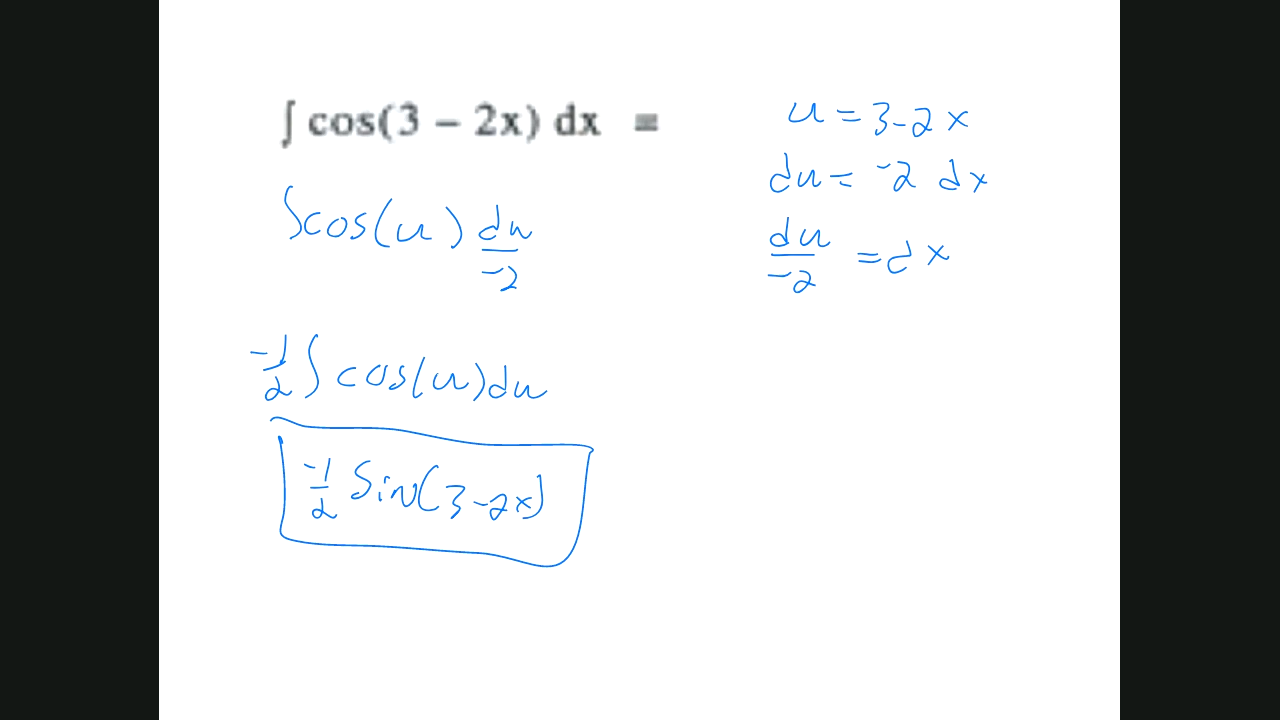 ∫ cos(3 − 2x) dx =
u = 3-2x
du = -2 dx
∫cos(u) du/-2
du/-2 = dx
-1/2 ∫ cos(u)du
-1/2 Sin(3-2x)